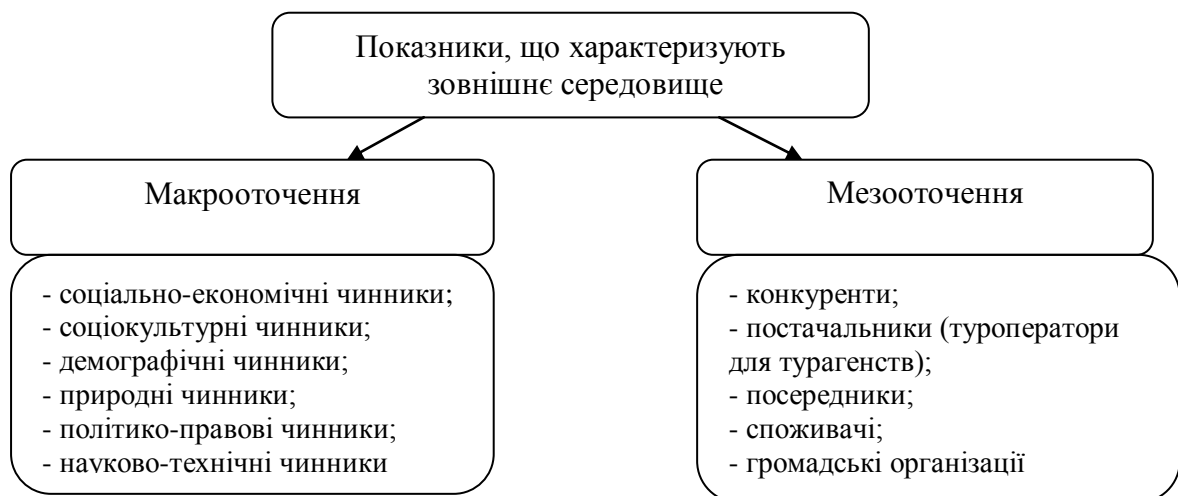 Показники, що характеризують
зовнішнє середовище
Макрооточення
- соціально-економічні чинники;
- соціокультурні чинники;
- демографічні чинники;
- природні чинники;
- політико-правові чинники;
- науково-технічні чинники
Мезооточення
- конкуренти;
- постачальники (туроператори
для турагенств);
- посередники;
- споживачі;
- громадські організації